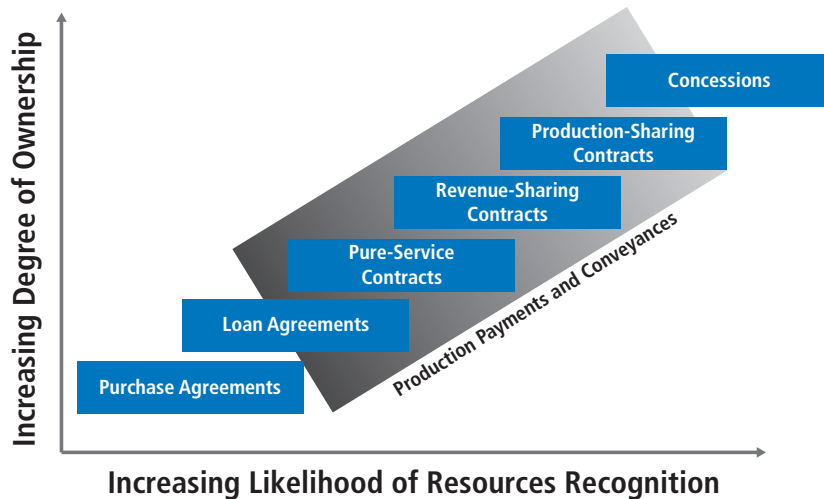 Increasing Degree of Ownership
Concessions
Production-Sharing
Contracts
Revenue-Sharing
Contracts
Pure-Service
Contracts
Loan Agreements
Purchase Agreements
Production Payments and Conveyances
Increasing Likelihood of Resources Recognition